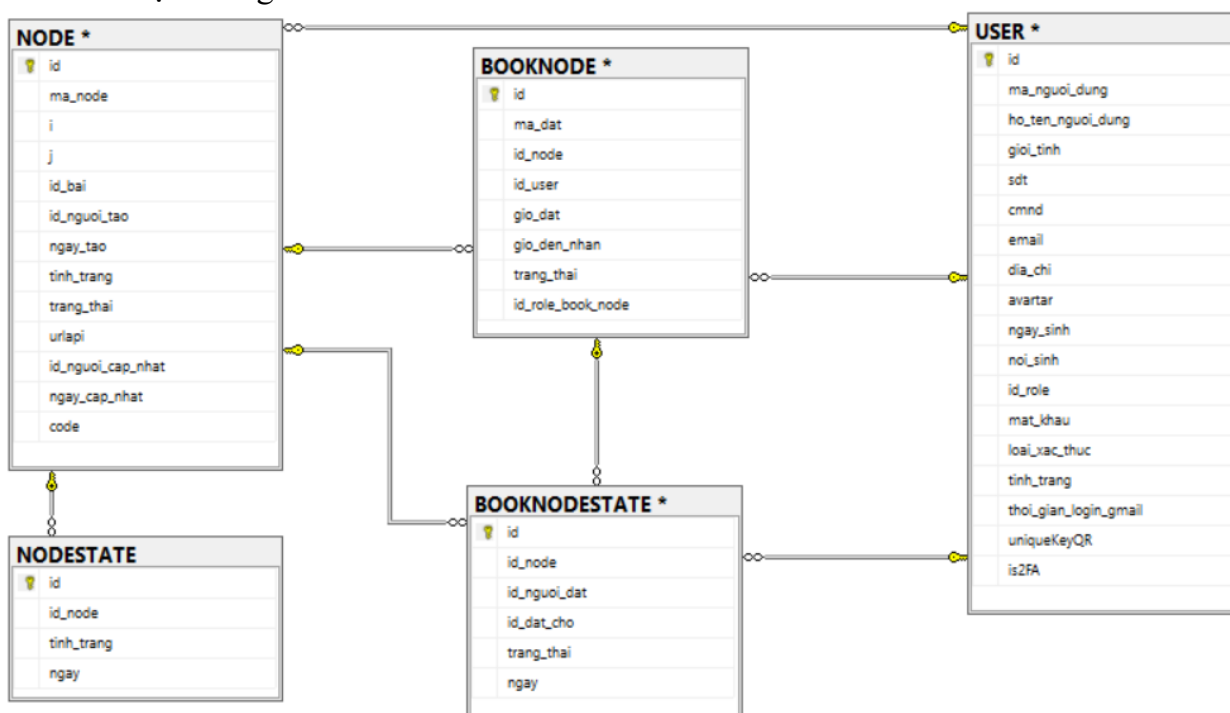 NODE *
id
ma_node
i
j
id_bai
id_nguoi_tao
ngay_tao
tinh_trang
trang_thai
urlapi
id_nguoi_cap_nhat
ngay_cap_nhat
code
BOOKNODE *
id
ma_dat
id_node
id_user
gio_dat
gio_den_nhan
trang_thai
id_role_book_node
USER *
id
ma_nguoi_dung
ho_ten_nguoi_dung
gioi_tinh
sdt
cmnd
email
dia_chi
avartar
ngay_sinh
noi_sinh
id_role
mat_khau
loai_xac_thuc
tinh_trang
thoi_gian_login_gmail
uniqueKeyQR
is2FA
NODESTATE
id
id_node
tinh_trang
ngay
BOOKNODESTATE *
id
id_node
id_nguoi_dat
id_dat_cho
trang_thai
ngay